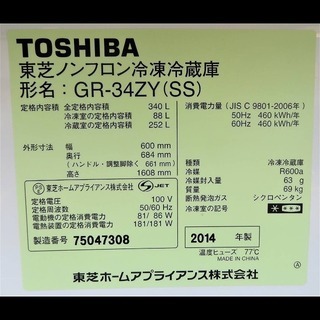 TOSHIBA
東芝ノンフロン冷凍冷蔵庫
形名：GR-34ZY(SS)
定格内容積 全定格内容積 340 L
冷凍室の定格内容積 88 L
冷蔵室の定格内容積 252 L
消費電力量 (JIS C 9801-2006年)
50Hz 460 kWh/年
60Hz 460 kWh/年
外形寸法 幅 600 mm
奥行 684 mm
(ハンドル，調整脚除く 661 mm)
高さ 1608 mm
東芝ホームアプライアンス株式会社 S JET
定格電圧 100 V
定格周波数 50/60 Hz
電動機の定格消費電力 81/ 86 W
電熱装置の定格消費電力 181/181 W
製造番号 75047308
種類 冷凍冷蔵庫
冷媒 R600a
冷媒封入量 63 g
質量 69 kg
断熱発泡ガス シクロペンタン
冷凍室の記号 * ***
2014 年製
温度ヒューズ 77℃
MADE IN CHINA
東芝ホームアプライアンス株式会社 Ⓐ